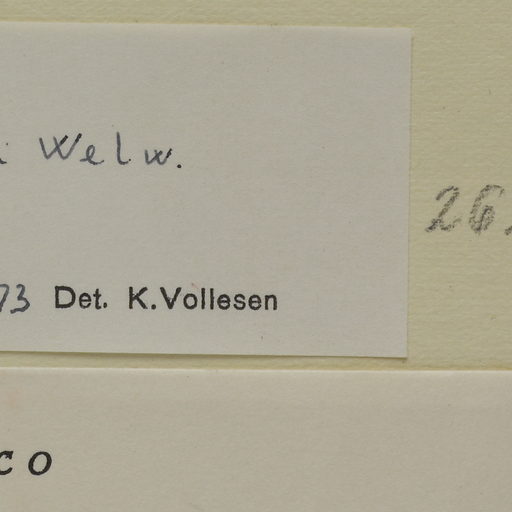 Welw.
26.
73 Det. K.Vollesen
co